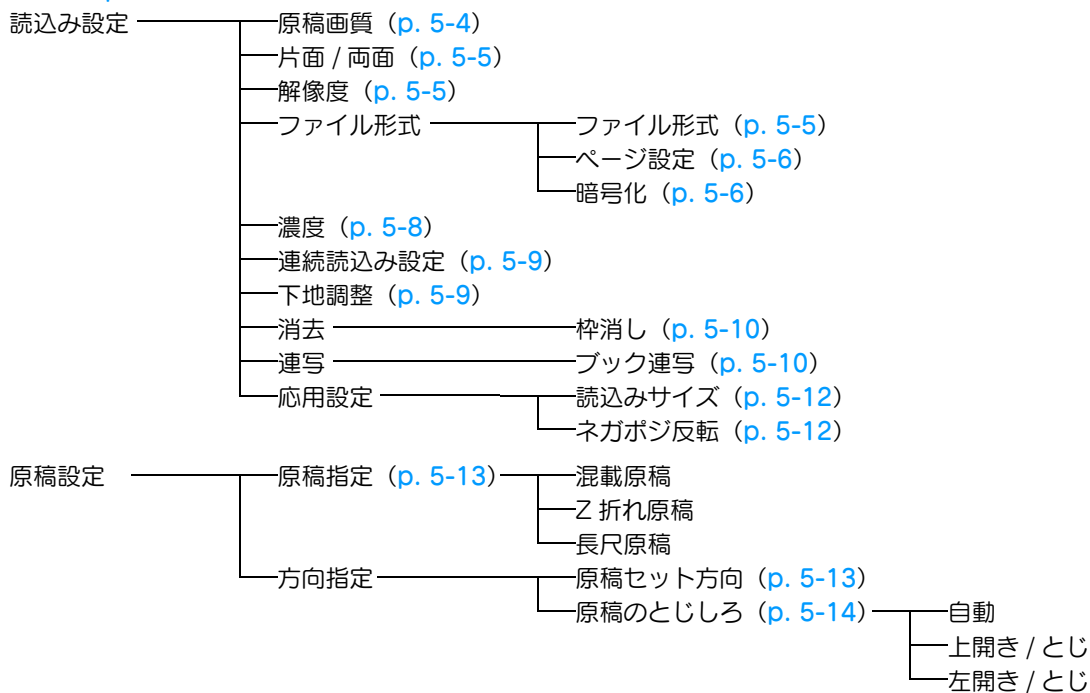 読込み設定 原稿画質（p. 5-4）
片面 / 両面（p. 5-5）
解像度（p. 5-5）
ファイル形式 ファイル形式（p. 5-5）
ページ設定（p. 5-6）
暗号化（p. 5-6）
濃度（p. 5-8）
連続読込み設定（p. 5-9）
下地調整（p. 5-9）
消去 枠消し（p. 5-10）
連写 ブック連写（p. 5-10）
応用設定 読込みサイズ（p. 5-12）
ネガポジ反転（p. 5-12）
原稿設定 原稿指定（p. 5-13） 混載原稿
Z 折れ原稿
長尺原稿
方向指定 原稿セット方向（p. 5-13）
原稿のとじしろ（p. 5-14） 自動
上開き / とじ
左開き / とじ